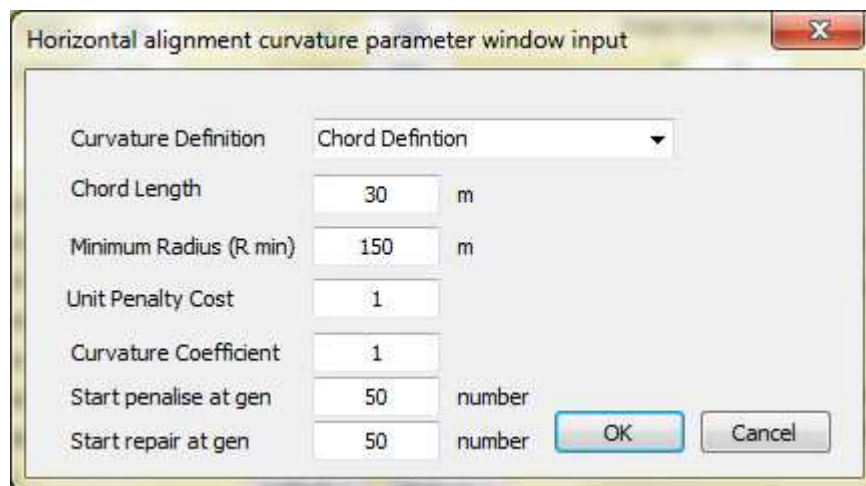 Horizontal alignment curvature parameter window input
Curvature Definition Chord Defintion
Chord Length 30 m
Minimum Radius (R min) 150 m
Unit Penalty Cost 1
Curvature Coefficient 1
Start penalise at gen 50 number
Start repair at gen 50 number
OK Cancel